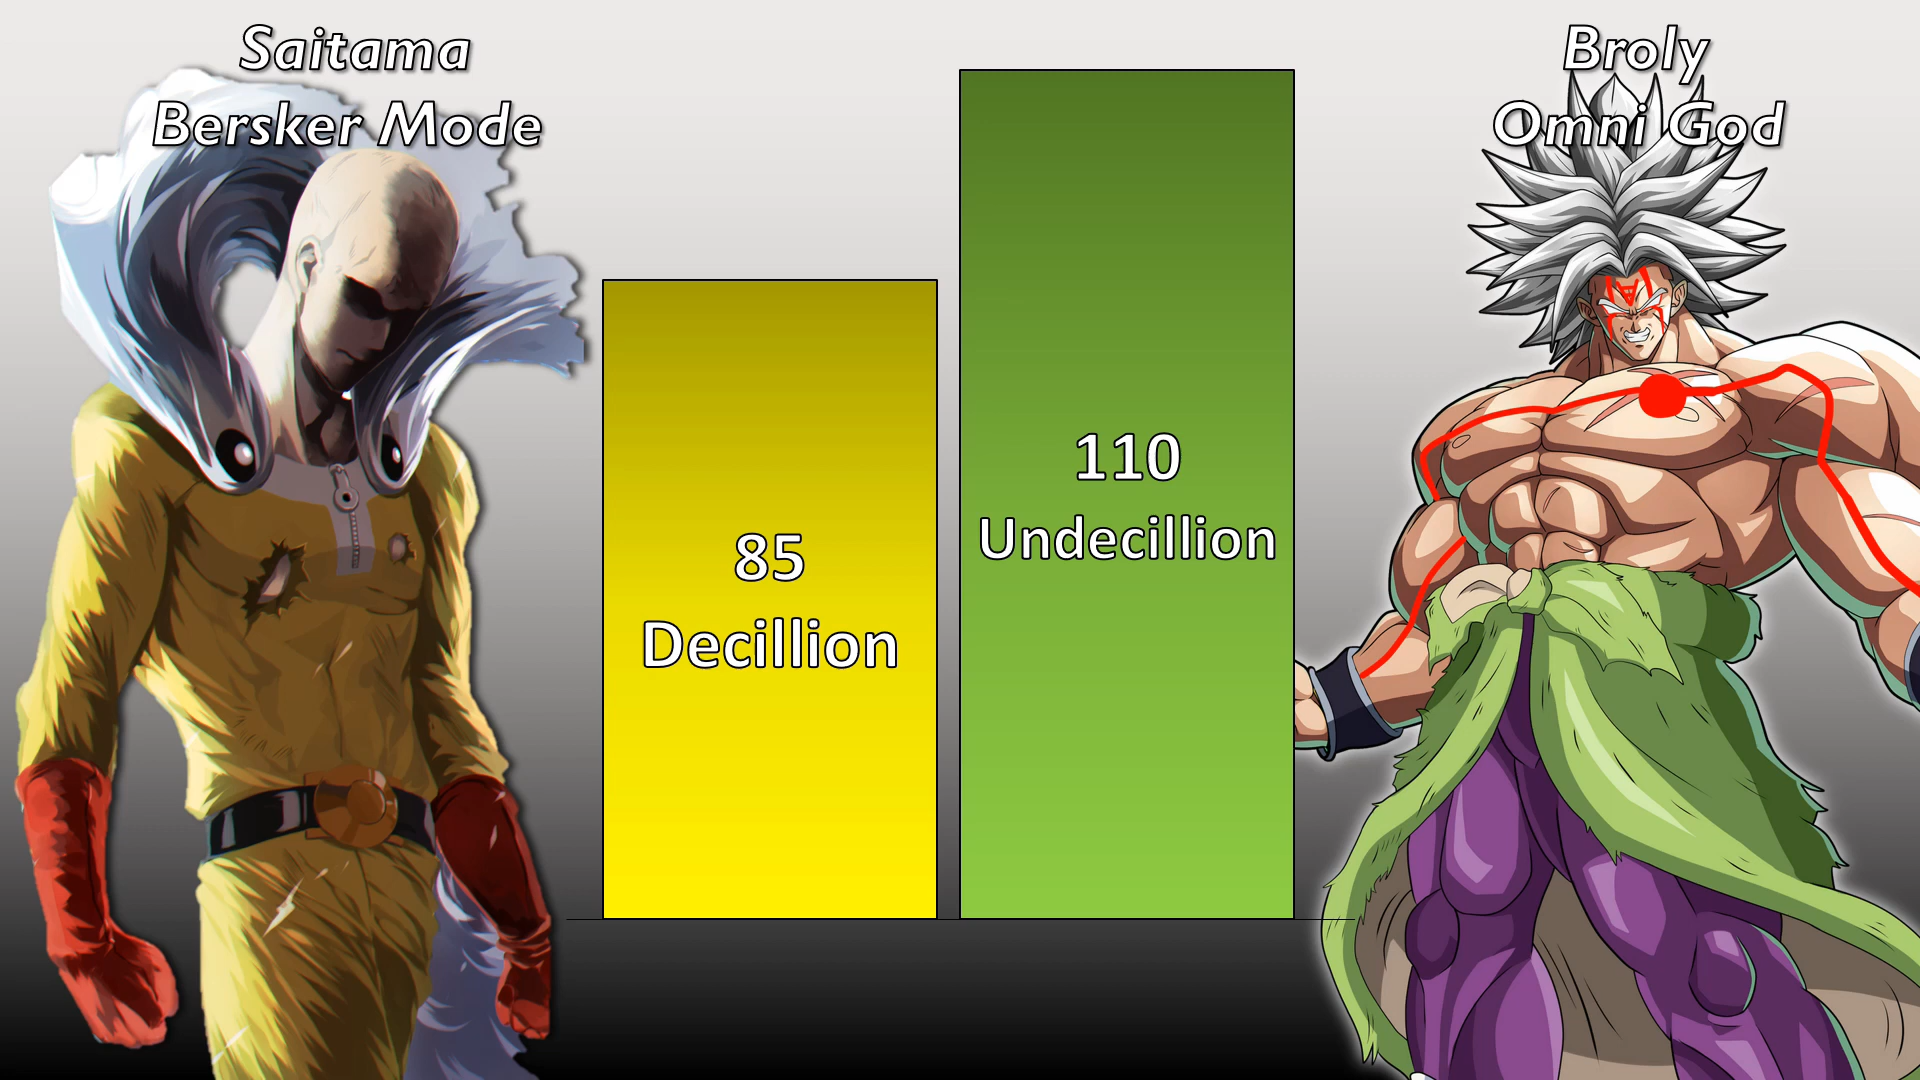 Saitama
Bersker Mode
85
Decillion
110
Undecillion
Broly
Omni God